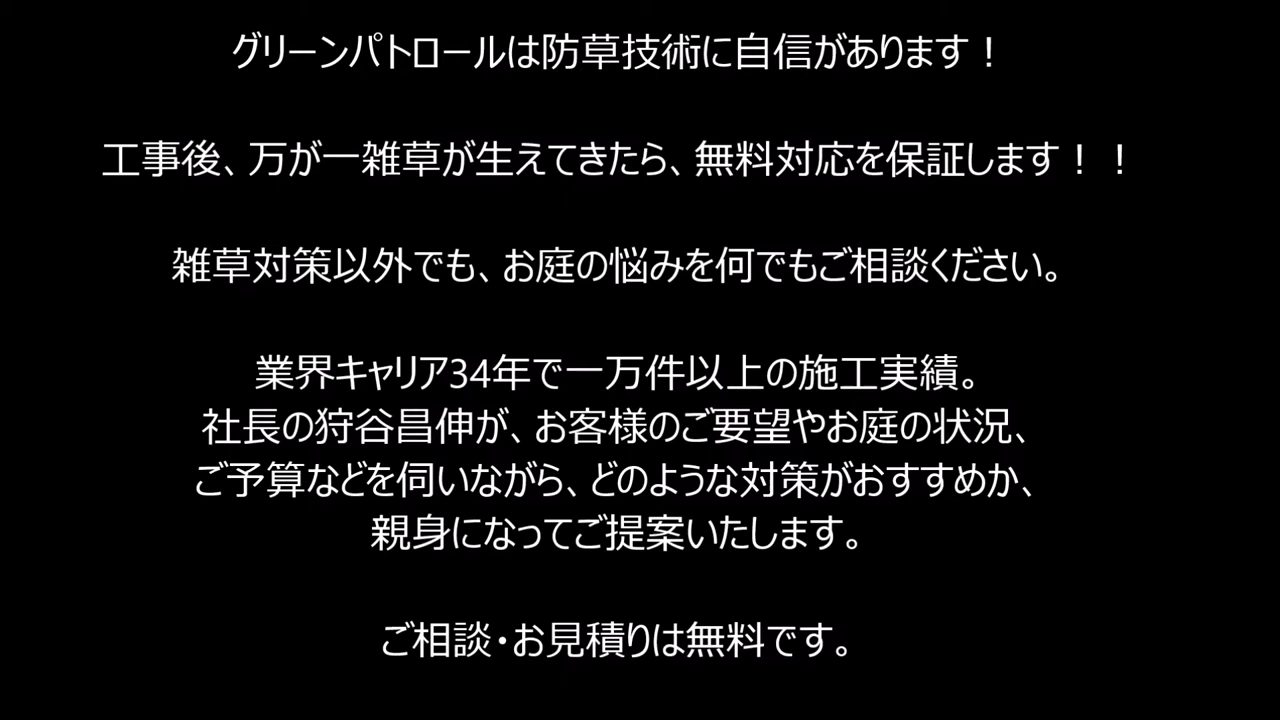 グリーンパトロールは防草技術に自信があります！
工事後、万が一雑草が生えてきたら、無料対応を保証します！！
雑草対策以外でも、お庭の悩みを何でもご相談ください。
業界キャリア34年で一万件以上の施工実績。
社長の狩谷昌伸が、お客様のご要望やお庭の状況、
ご予算などを伺いながら、どのような対策がおすすめか、
親身になってご提案いたします。
ご相談・お見積りは無料です。